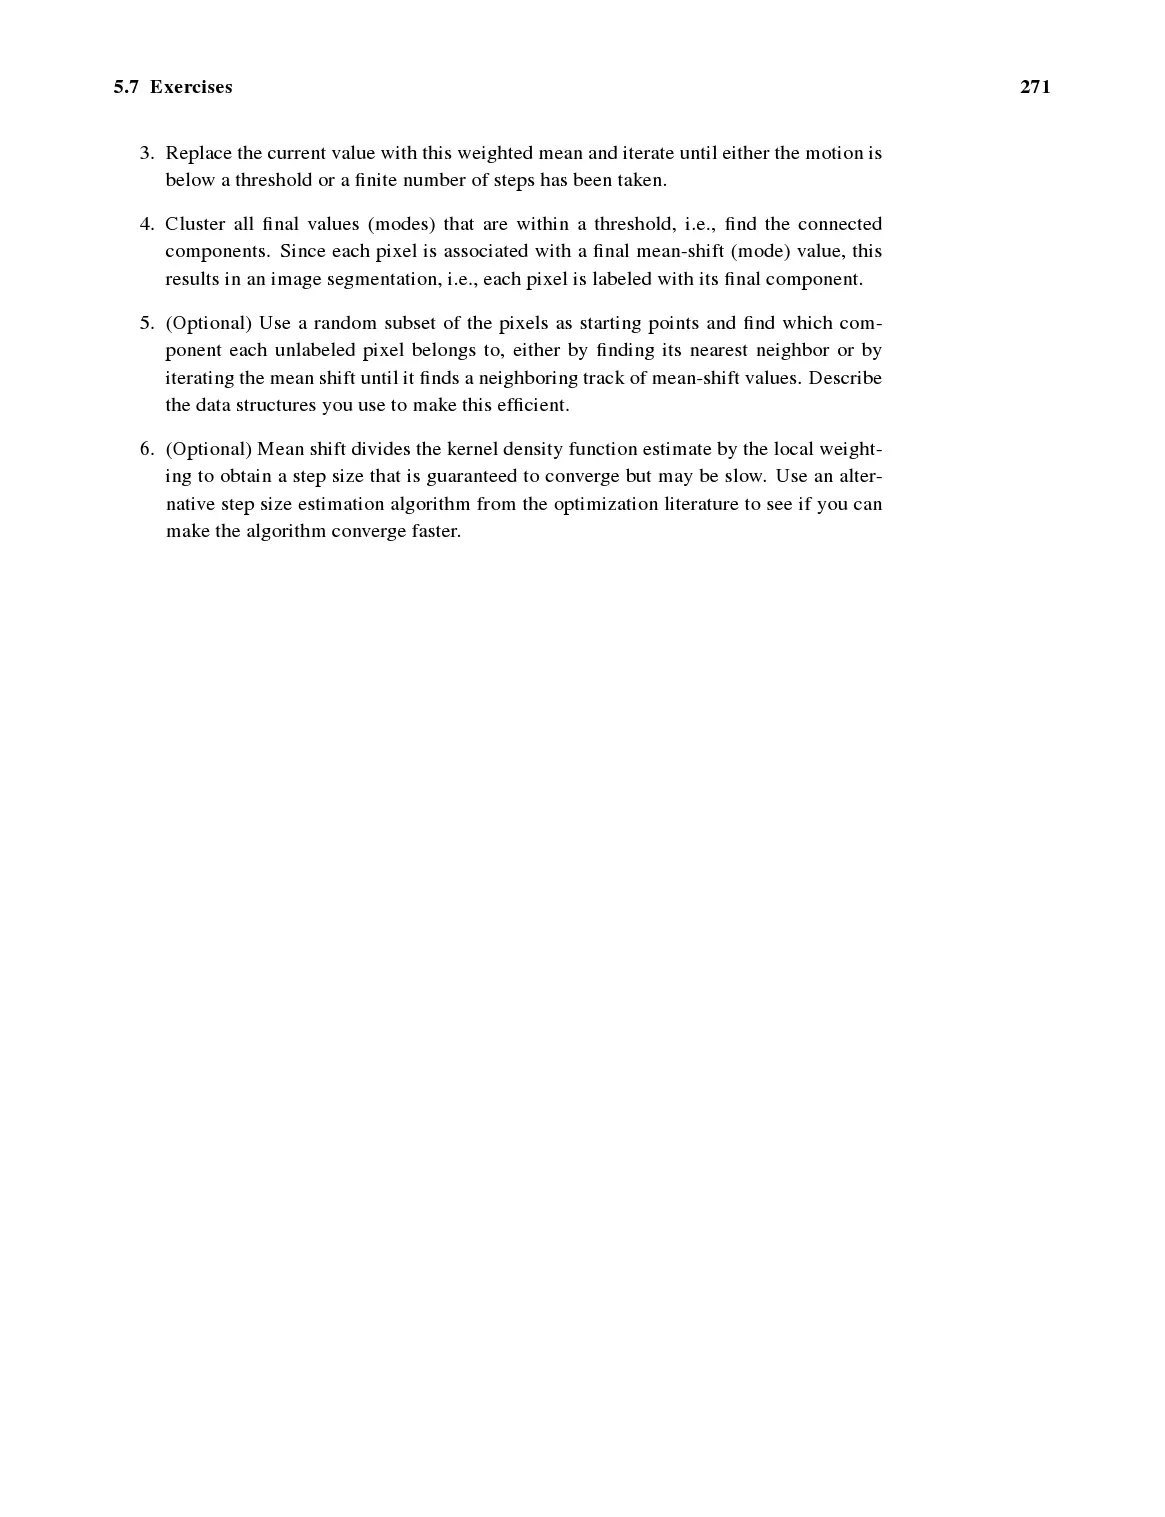 5.7 Exercises 271
3. Replace the current value with this weighted mean and iterate until either the motion is
below a threshold or a finite number of steps has been taken.
4. Cluster all final values (modes) that are within a threshold, i.e., find the connected
components. Since each pixel is associated with a final mean-shift (mode) value, this
results in an image segmentation, i.e., each pixel is labeled with its final component.
5. (Optional) Use a random subset of the pixels as starting points and find which com-
ponent each unlabeled pixel belongs to, either by finding its nearest neighbor or by
iterating the mean shift until it finds a neighboring track of mean-shift values. Describe
the data structures you use to make this efficient.
6. (Optional) Mean shift divides the kernel density function estimate by the local weight-
ing to obtain a step size that is guaranteed to converge but may be slow. Use an alter-
native step size estimation algorithm from the optimization literature to see if you can
make the algorithm converge faster.